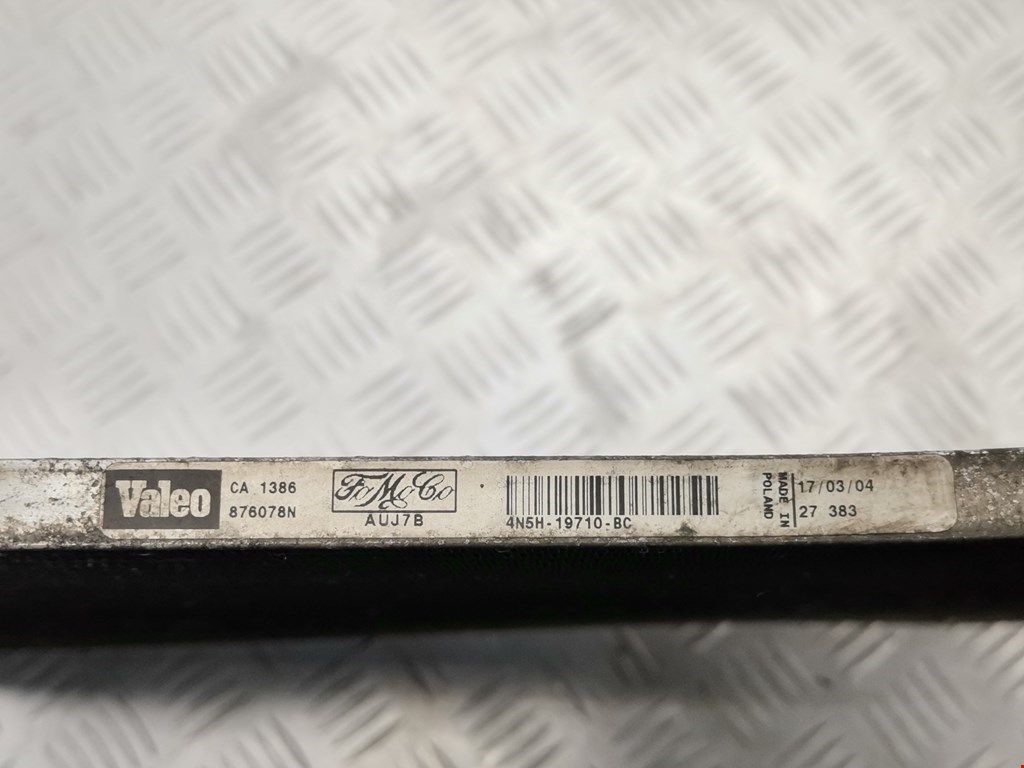 Valeo
CA 1386
876078N
FoMoCo
AUJ7B
4N5H-19710-BC
MADE IN
POLAND
17/03/04
27 383